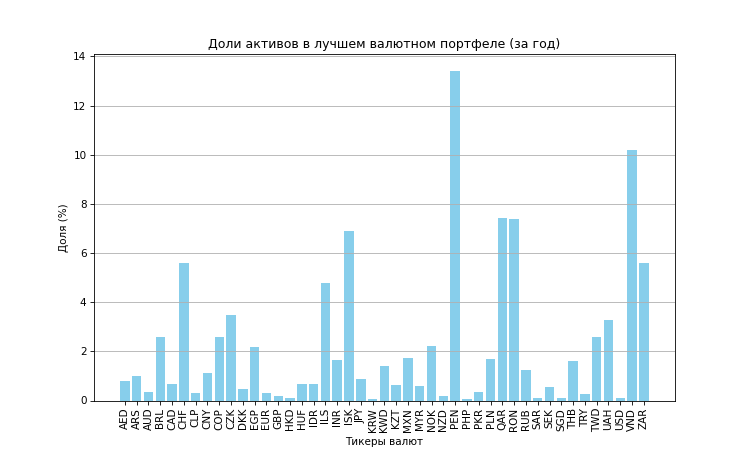 Доли активов в лучшем валютном портфеле (за год)
Доля (%)
14
12
10
8
6
4
2
0
AED ARS AUD BRL CAD CHF CLP CNY COP CZK DKK EGP EUR GBP HKD HUF IDR ILS INR ISK JPY KRW KWD KZT MXN MYR NOK NZD PEN PHP PKR PLN QAR RON RUB SAR SEK SGD THB TRY TWD UAH USD VND ZAR
Тикеры валют